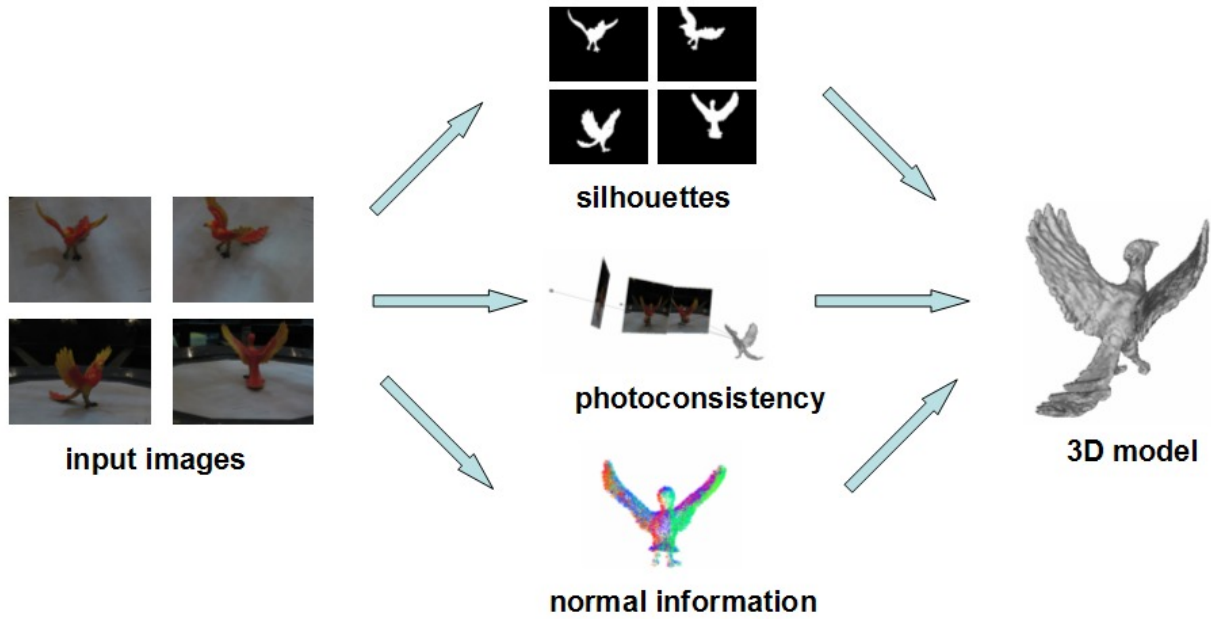 silhouettes
photoconsistency
input images
3D model
normal information